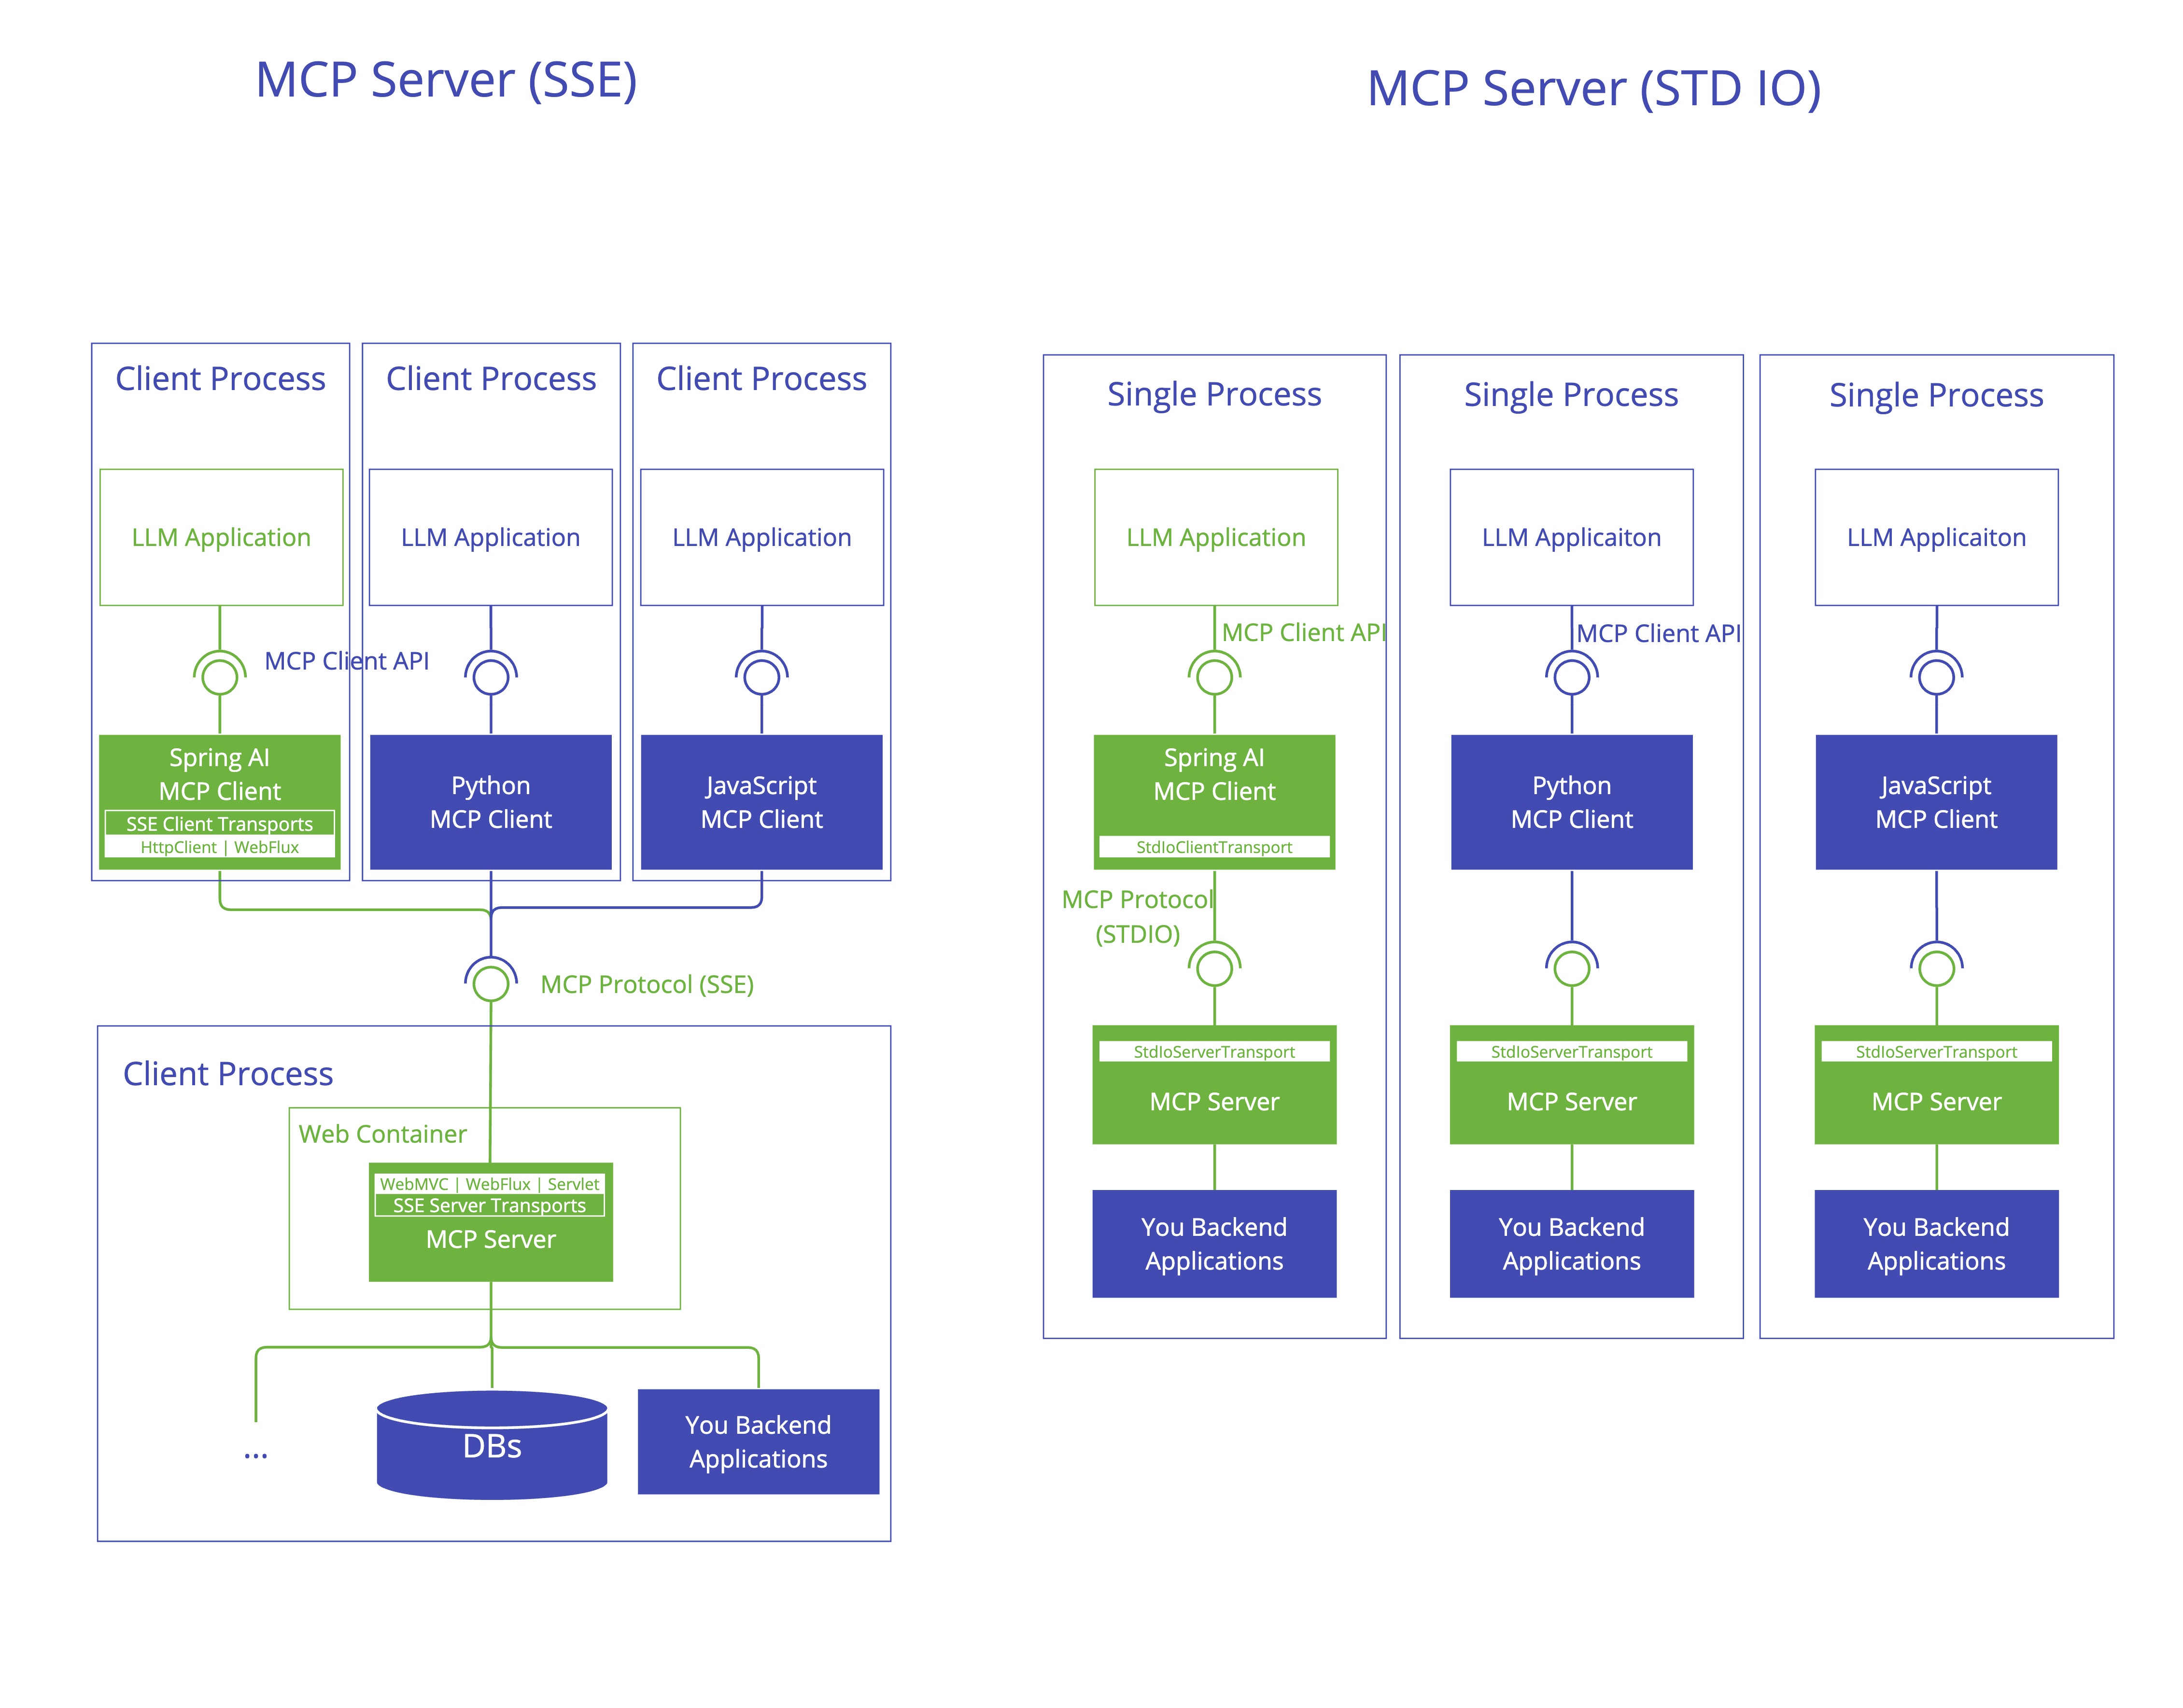 MCP Server (SSE)
MCP Server (STD IO)
Client Process
Client Process
Client Process
LLM Application
LLM Application
LLM Application
MCP Client API
Spring AI
MCP Client
SSE Client Transports
HttpClient | WebFlux
Python
MCP Client
JavaScript
MCP Client
MCP Protocol (SSE)
Client Process
Web Container
WebMVC | WebFlux | Servlet
SSE Server Transports
MCP Server
...
DBs
You Backend
Applications
Single Process
LLM Application
MCP Client API
Spring AI
MCP Client
StdIoClientTransport
MCP Protocol
(STDIO)
StdIoServerTransport
MCP Server
You Backend
Applications
Single Process
LLM Applicaiton
MCP Client API
Python
MCP Client
StdIoServerTransport
MCP Server
You Backend
Applications
Single Process
LLM Applicaiton
JavaScript
MCP Client
StdIoServerTransport
MCP Server
You Backend
Applications